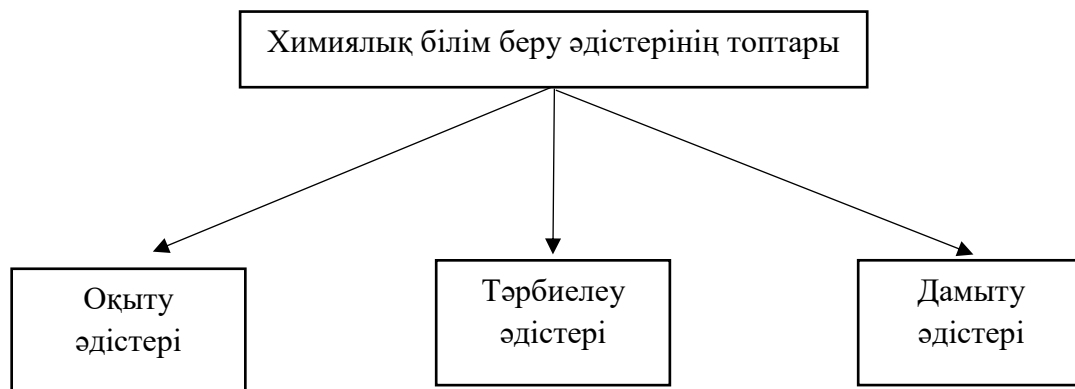 Химиялық білім беру әдістерінің топтары
Оқыту
әдістері
Тәрбиелеу
әдістері
Дамыту
әдістері